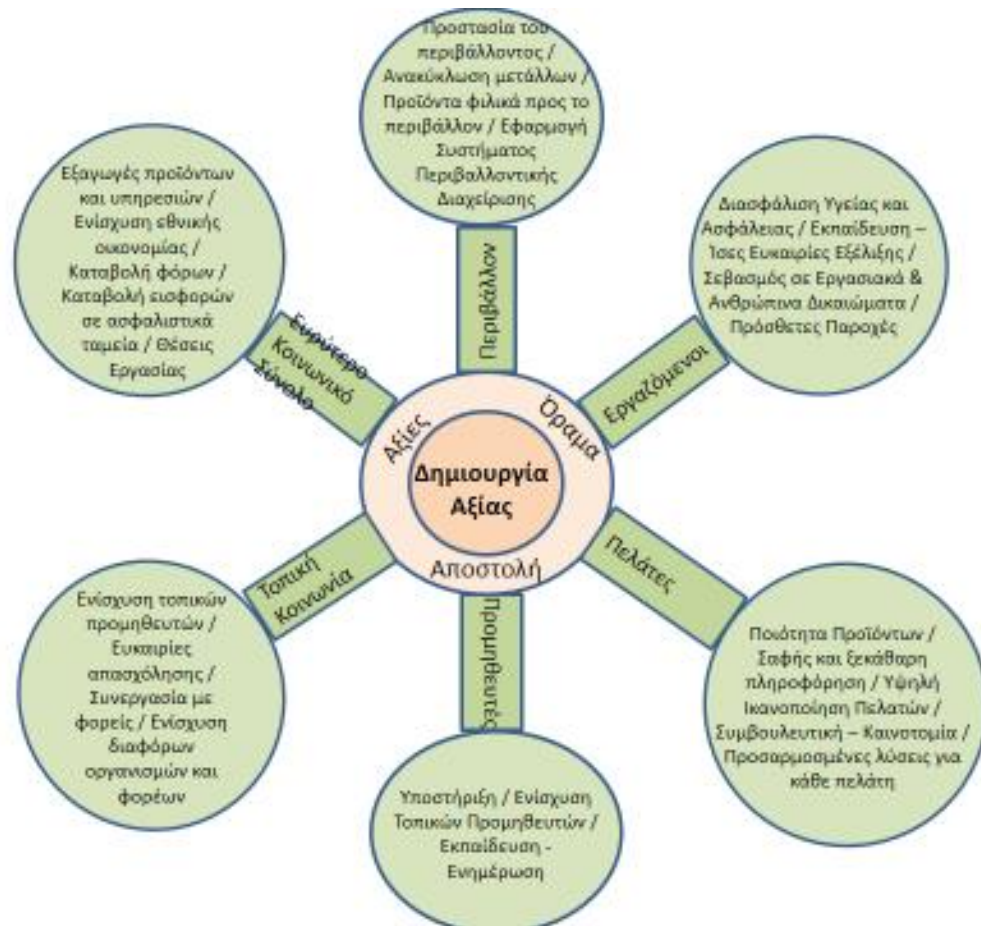 Προστασία του
περιβάλλοντος /
Ανακύκλωση μετάλλων /
Προϊόντα φιλικά προς το
περιβάλλον / Εφαρμογή
Συστήματος
Περιβαλλοντικής
Διαχείρισης
Περιβάλλον
Διασφάλιση Υγείας και
Ασφάλειας / Εκπαίδευση –
Ίσες Ευκαιρίες Εξέλιξης /
Σεβασμός σε Εργασιακά &
Ανθρώπινα Δικαιώματα /
Πρόσθετες Παροχές
Εργαζόμενοι
Εξαγωγές προϊόντων
και υπηρεσιών /
Ενίσχυση εθνικής
οικονομίας /
Καταβολή φόρων /
Καταβολή εισφορών
σε ασφαλιστικά
ταμεία / Θέσεις
Εργασίας
Ευρύτερο
Κοινωνικό
Σύνολο
Αξίες
Όραμα
Δημιουργία
Αξίας
Αποστολή
Τοπική
Κοινωνία
Ενίσχυση τοπικών
προμηθευτών /
Ευκαιρίες
απασχόλησης /
Συνεργασία με
φορείς / Ενίσχυση
διαφόρων
οργανισμών και
φορέων
Προμηθευτές
Υποστήριξη / Ενίσχυση
Τοπικών Προμηθευτών /
Εκπαίδευση -
Ενημέρωση
Πελάτες
Ποιότητα Προϊόντων /
Σαφής και ξεκάθαρη
πληροφόρηση / Υψηλή
Ικανοποίηση Πελατών /
Συμβουλευτική – Καινοτομία /
Προσαρμοσμένες λύσεις για
κάθε πελάτη